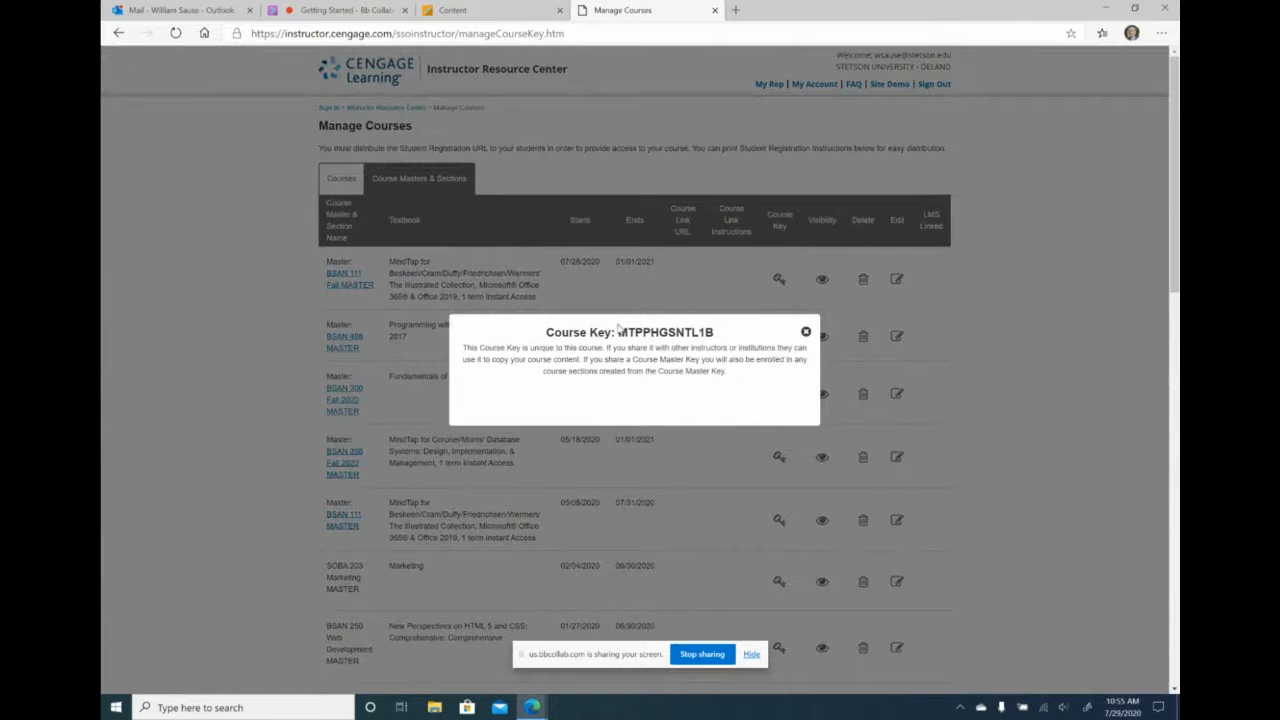 Mail - William Sause - Outlook
Getting Started - Bb Collab
Content
Manage Courses
https://instructor.cengage.com/ssoinstructor/manageCourseKey.htm
CENGAGE
Learning
Instructor Resource Center
Welcome, wsause@stetson.edu
STETSON UNIVERSITY - DELAND
My Rep | My Account | FAQ | Site Demo | Sign Out
Sign In > Instructor Resource Center > Manage Courses
Manage Courses
You must distribute the Student Registration URL to your students in order to provide access to your course. You can print Student Registration Instructions below for easy distribution.
Courses
Course Masters & Sections
Course
Master &
Section
Name
Textbook
Starts
Ends
Course
Link
URL
Course
Link
Instructions
Course
Key
Visibility
Delete
Edit
LMS
Linked
Master:
BSAN 111
Fall MASTER
MindTap for
Beskeen/Cram/Duffy/Friedrichsen/Wermers'
The Illustrated Collection, Microsoft® Office
365® & Office 2019, 1 term Instant Access
07/28/2020
01/01/2021
Master:
BSAN 488
MASTER
Programming wit
2017
Master:
BSAN 300
Fall 2020
MASTER
Fundamentals of
Course Key: MTPPHGSNTL1B
This Course Key is unique to this course. If you share it with other instructors or institutions they can
use it to copy your course content. If you share a Course Master Key you will also be enrolled in any
course sections created from the Course Master Key.
Master:
BSAN 308
Fall 2020
MASTER
MindTap for Coronel/Morris' Database
Systems: Design, Implementation, &
Management, 1 term Instant Access
05/18/2020
01/01/2021
Master:
BSAN 111
MASTER
MindTap for
Beskeen/Cram/Duffy/Friedrichsen/Wermers'
The Illustrated Collection, Microsoft® Office
365® & Office 2019, 1 term Instant Access
05/08/2020
07/31/2020
SOBA 203
Marketing
MASTER
Marketing
02/04/2020
06/30/2020
BSAN 250
Web
Development
MASTER
New Perspectives on HTML 5 and CSS:
Comprehensive: Comprehensive
01/27/2020
06/30/2020
us.bbcollab.com is sharing your screen.
Stop sharing
Hide
Type here to search
10:55 AM
7/29/2020